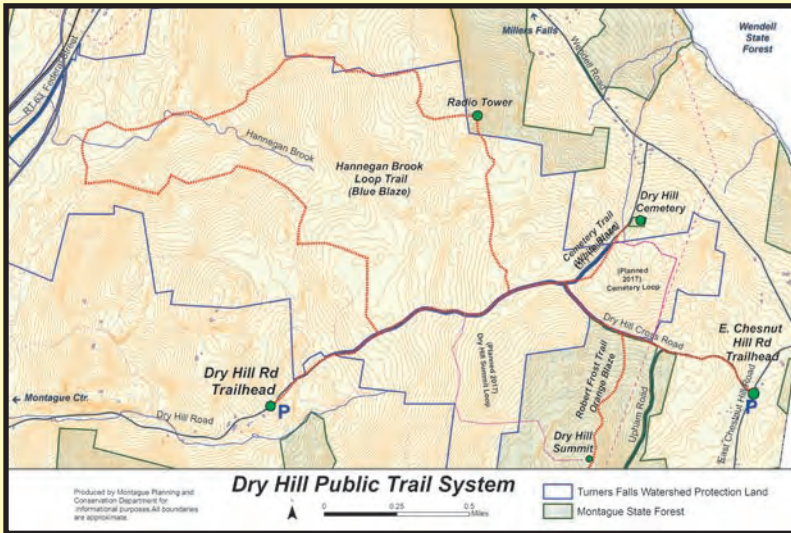 Millers Falls
Wendell
State
Forest
RT 63 Federal Street
Wendell Road
Radio Tower
Hannegan Brook
Hannegan Brook
Loop Trail
(Blue Blaze)
Dry Hill
Cemetery
Cemetery Trail
(White Blaze)
(Planned
2017)
Cemetery Loop
Dry Hill Cross Road
E. Chesnut
Hill Rd
Trailhead
P
(Planned 2017)
Dry Hill Summit Loop
Robert Frost Trail
Orange Blaze
Upham Road
East Chestnut Hill Road
Dry Hill Rd
Trailhead
P
Montague Ctr.
Dry Hill Road
Dry Hill
Summit
Produced by Montague Planning and
Conservation Department for
informational purposes.All boundaries
are approximate.
Dry Hill Public Trail System
0 0.25 0.5
Miles
Turners Falls Watershed Protection Land
Montague State Forest